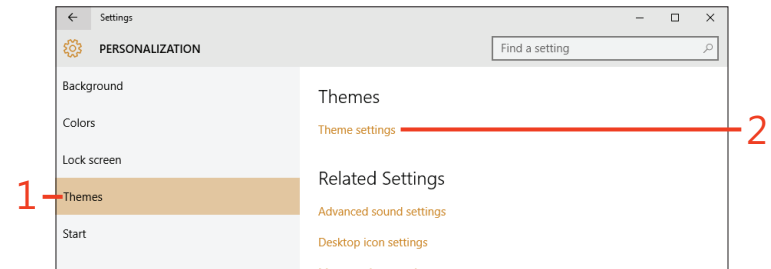 Settings
PERSONALIZATION
Find a setting
Background
Colors
Lock screen
Themes
Start
Themes
Theme settings
Related Settings
Advanced sound settings
Desktop icon settings
1
2